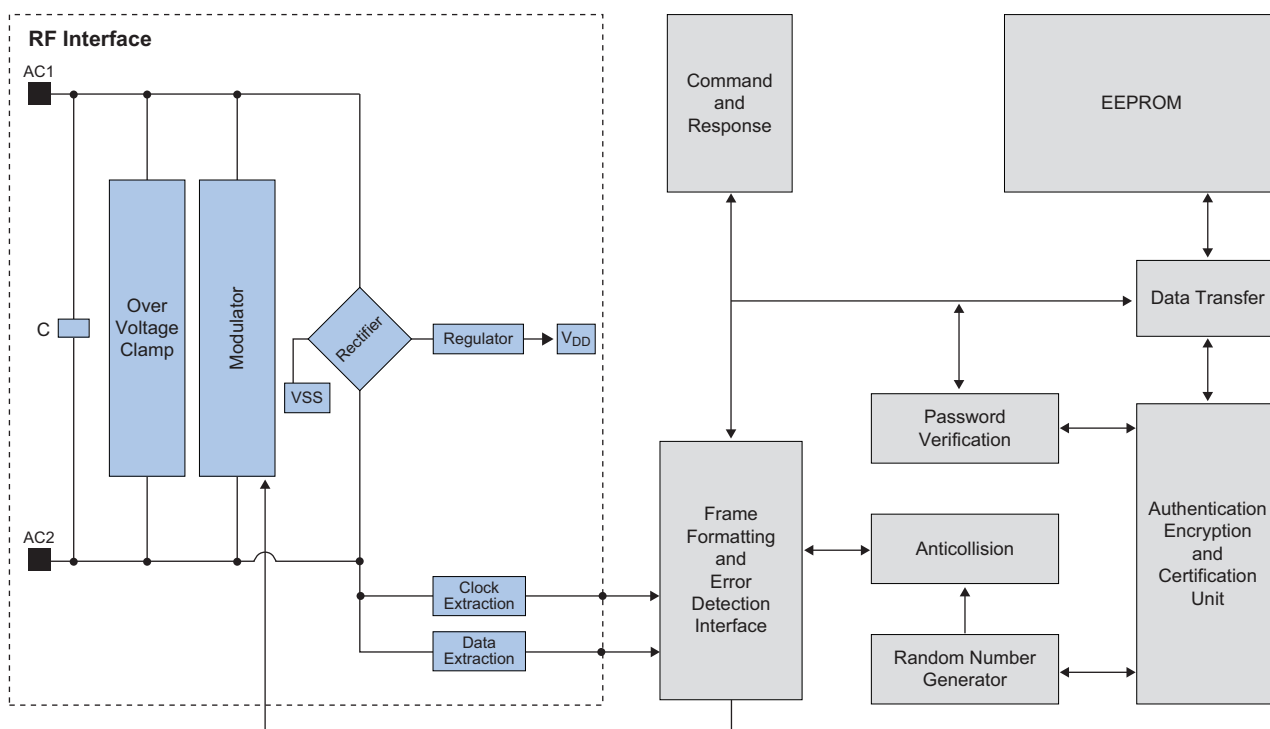 RF Interface
AC1
C
Over
Voltage
Clamp
Modulator
Rectifier
VSS
Regulator
VDD
AC2
Clock
Extraction
Data
Extraction
Command
and
Response
EEPROM
Data Transfer
Password
Verification
Frame
Formatting
and
Error
Detection
Interface
Anticollision
Random Number
Generator
Authentication
Encryption
and
Certification
Unit